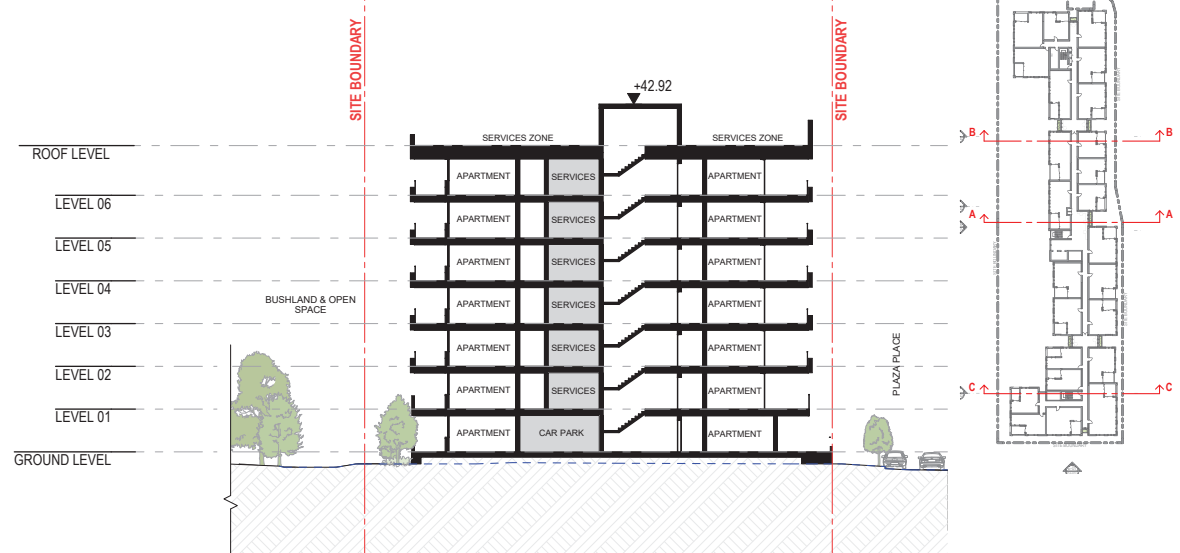 SITE BOUNDARY
SITE BOUNDARY
+42.92
SERVICES ZONE
SERVICES ZONE
ROOF LEVEL
APARTMENT
SERVICES
APARTMENT
LEVEL 06
APARTMENT
SERVICES
APARTMENT
LEVEL 05
APARTMENT
SERVICES
APARTMENT
LEVEL 04
APARTMENT
SERVICES
APARTMENT
BUSHLAND & OPEN
SPACE
LEVEL 03
APARTMENT
SERVICES
APARTMENT
PLAZA PLACE
LEVEL 02
APARTMENT
SERVICES
APARTMENT
LEVEL 01
APARTMENT
CAR PARK
APARTMENT
GROUND LEVEL
B
B
A
A
C
C